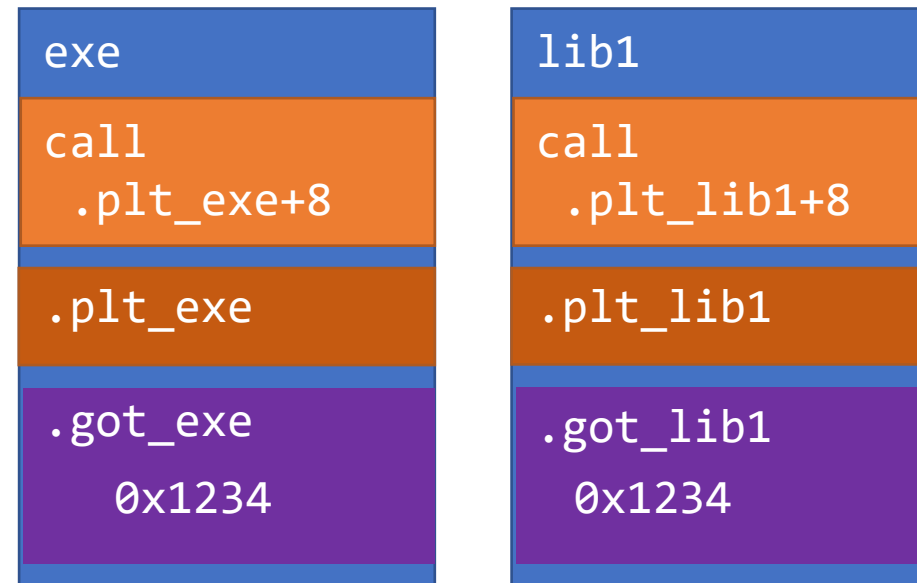 exe
call
.plt_exe+8
.plt_exe
.got_exe
0x1234
lib1
call
.plt_lib1+8
.plt_lib1
.got_lib1
0x1234